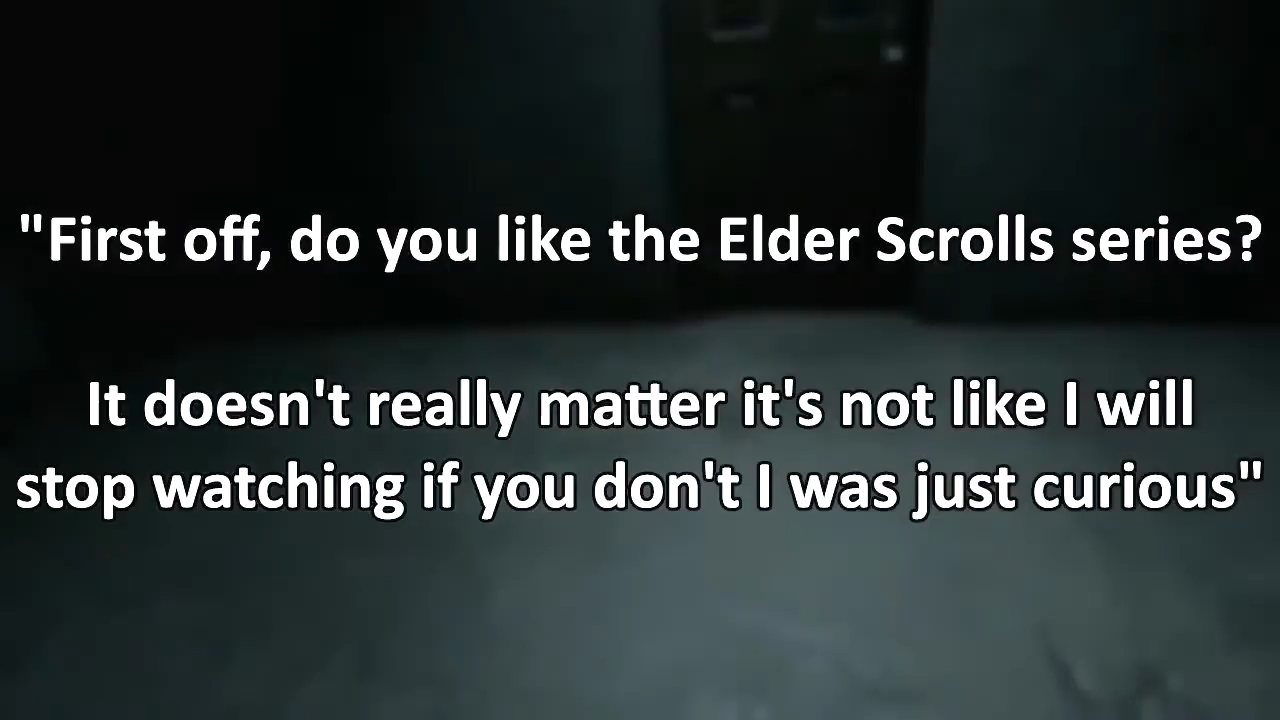 "First off, do you like the Elder Scrolls series?
It doesn't really matter it's not like I will
stop watching if you don't I was just curious"